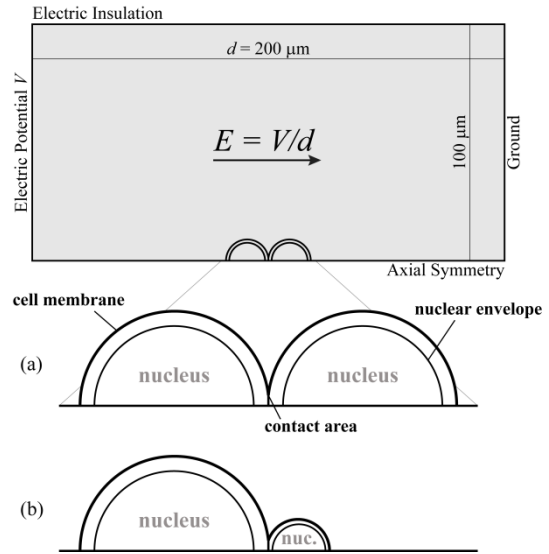 Electric Insulation
d = 200 μm
Electric Potential V
E = V/d
100 μm
Ground
Axial Symmetry
cell membrane
nuclear envelope
(a)
nucleus
nucleus
contact area
(b)
nucleus
nuc.